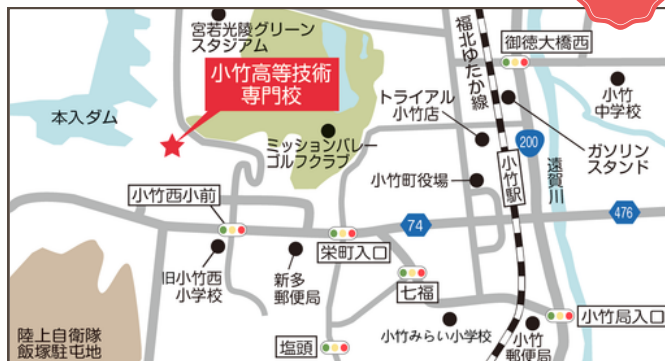 宮若光陵グリーン
スタジアム
小竹高等技術
専門校
本入ダム
ミッションバレー
ゴルフクラブ
福北ゆたか線
御徳大橋西
小竹
中学校
トライアル
小竹店
ガソリン
スタンド
200
遠賀川
小竹駅
小竹町役場
小竹西小前
74
476
旧小竹西
小学校
新多
郵便局
栄町入口
七福
陸上自衛隊
飯塚駐屯地
塩頭
小竹みらい小学校
小竹
郵便局
小竹局入口